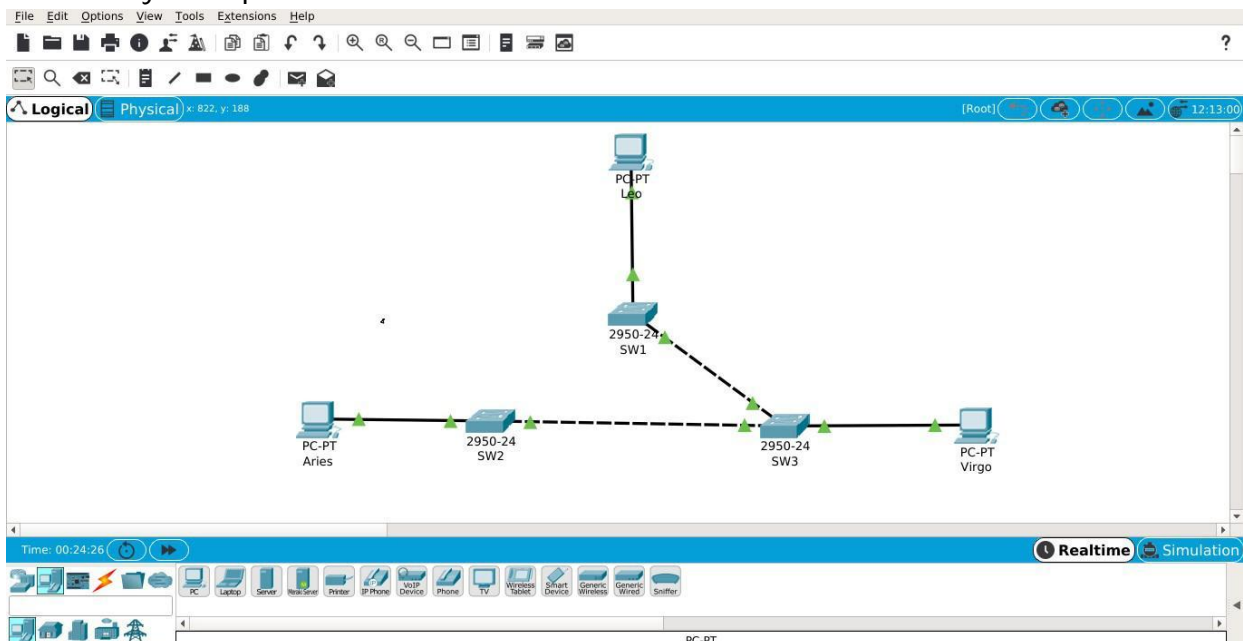 File Edit Options View Tools Extensions Help
?
Logical Physical x: 822, y: 188 [Root] 12:13:00
PC-PT
Leo
2950-24
SW1
PC-PT
Aries
2950-24
SW2
2950-24
SW3
PC-PT
Virgo
Time: 00:24:26 Realtime Simulation
PC Laptop Server Printer IP Phone VoIP Device Phone TV Wireless Tablet Smart Device Generic Wireless Generic Wired Sniffer
PC-PT